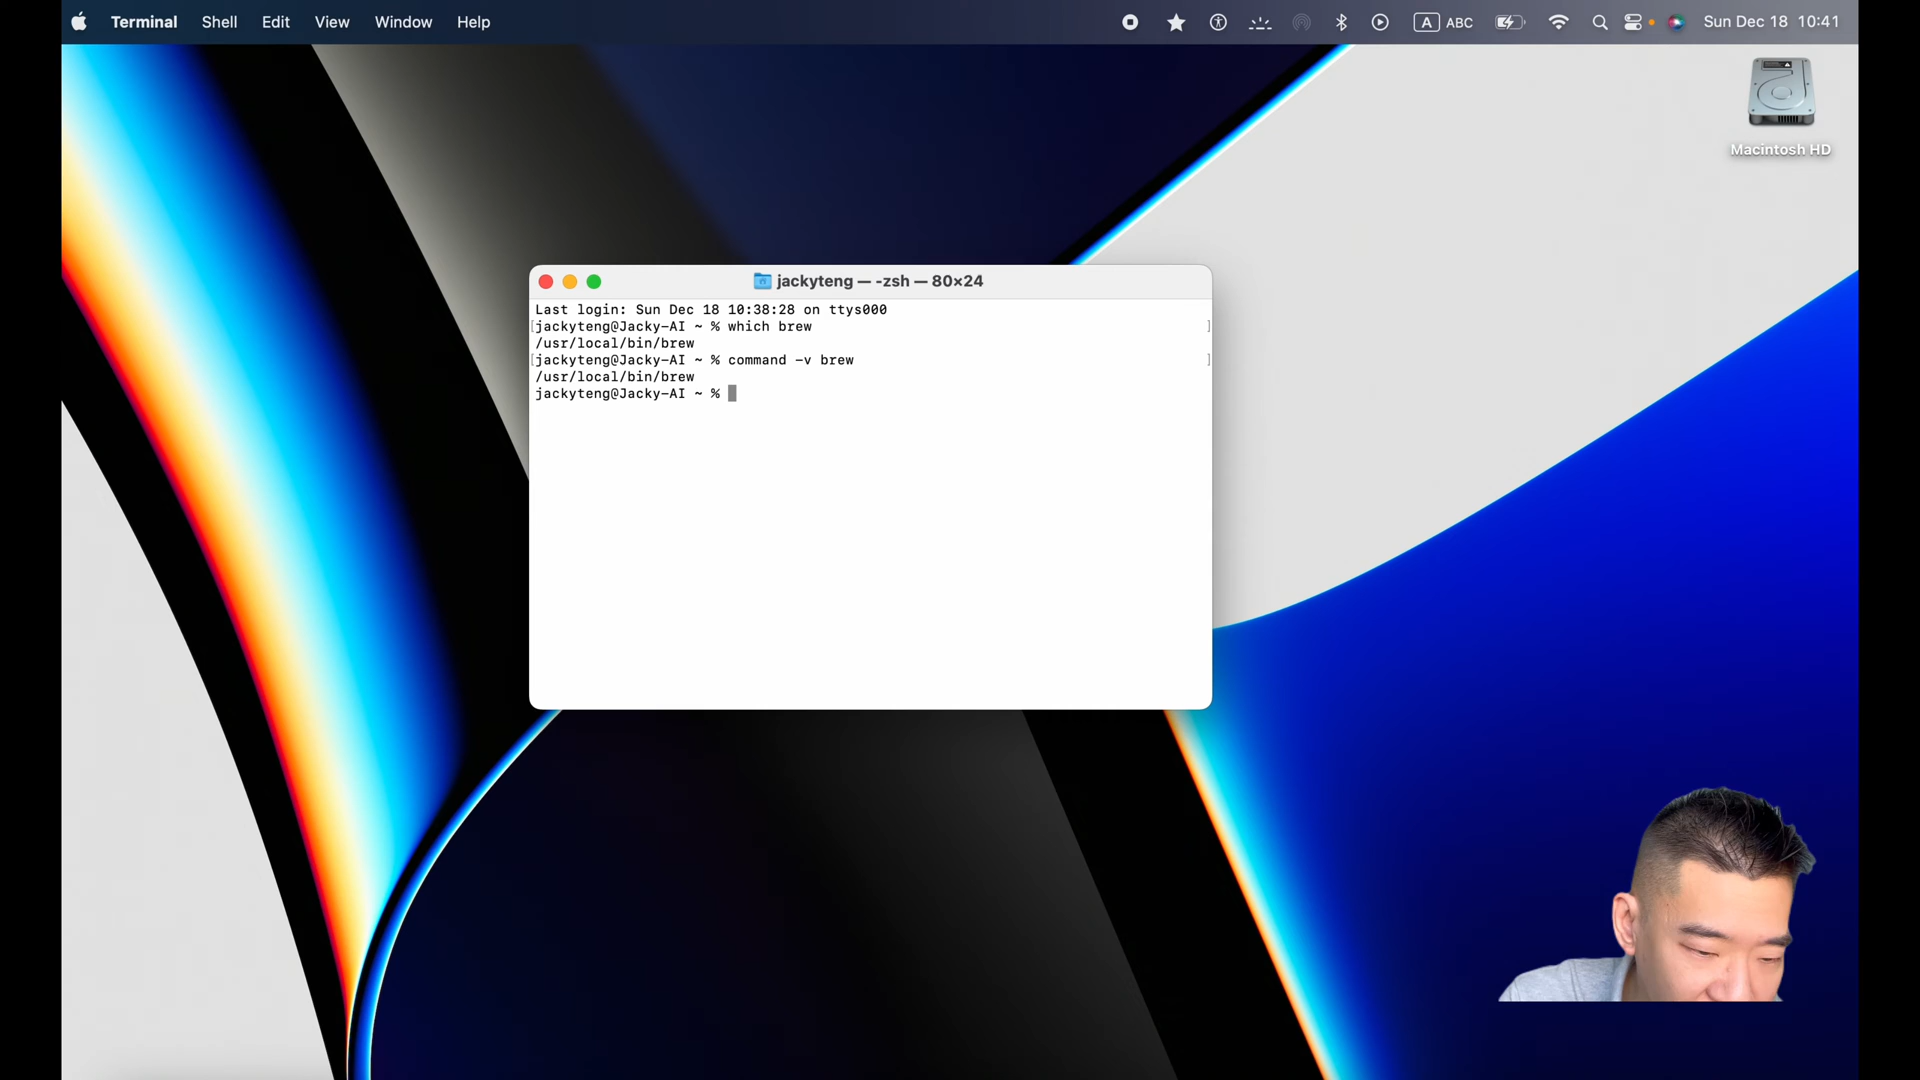 Terminal Shell Edit View Window Help A ABC Sun Dec 18 10:41
Macintosh HD
jackyteng — -zsh — 80×24
Last login: Sun Dec 18 10:38:28 on ttys000
[jackyteng@Jacky-AI ~ % which brew ]
/usr/local/bin/brew
[jackyteng@Jacky-AI ~ % command -v brew ]
/usr/local/bin/brew
jackyteng@Jacky-AI ~ %